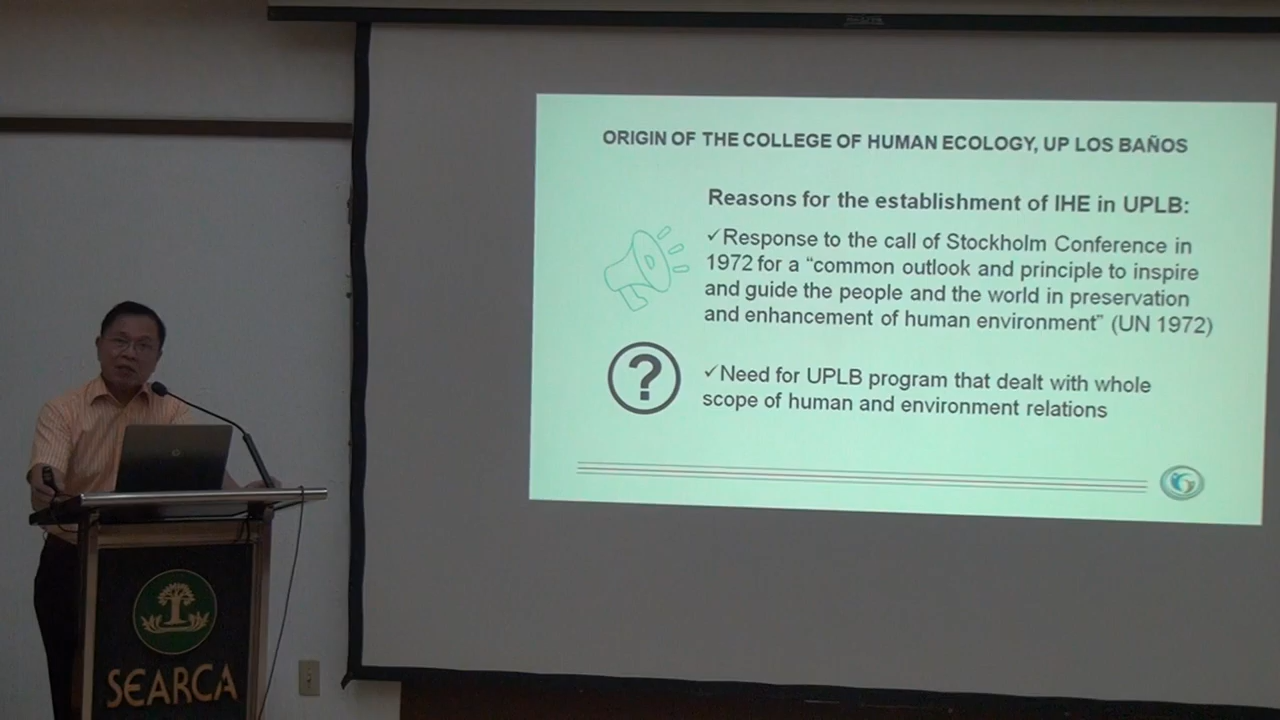 ORIGIN OF THE COLLEGE OF HUMAN ECOLOGY, UP LOS BAÑOS
Reasons for the establishment of IHE in UPLB:
✓Response to the call of Stockholm Conference in
1972 for a “common outlook and principle to inspire
and guide the people and the world in preservation
and enhancement of human environment” (UN 1972)
?
✓Need for UPLB program that dealt with whole
scope of human and environment relations
SEARCA